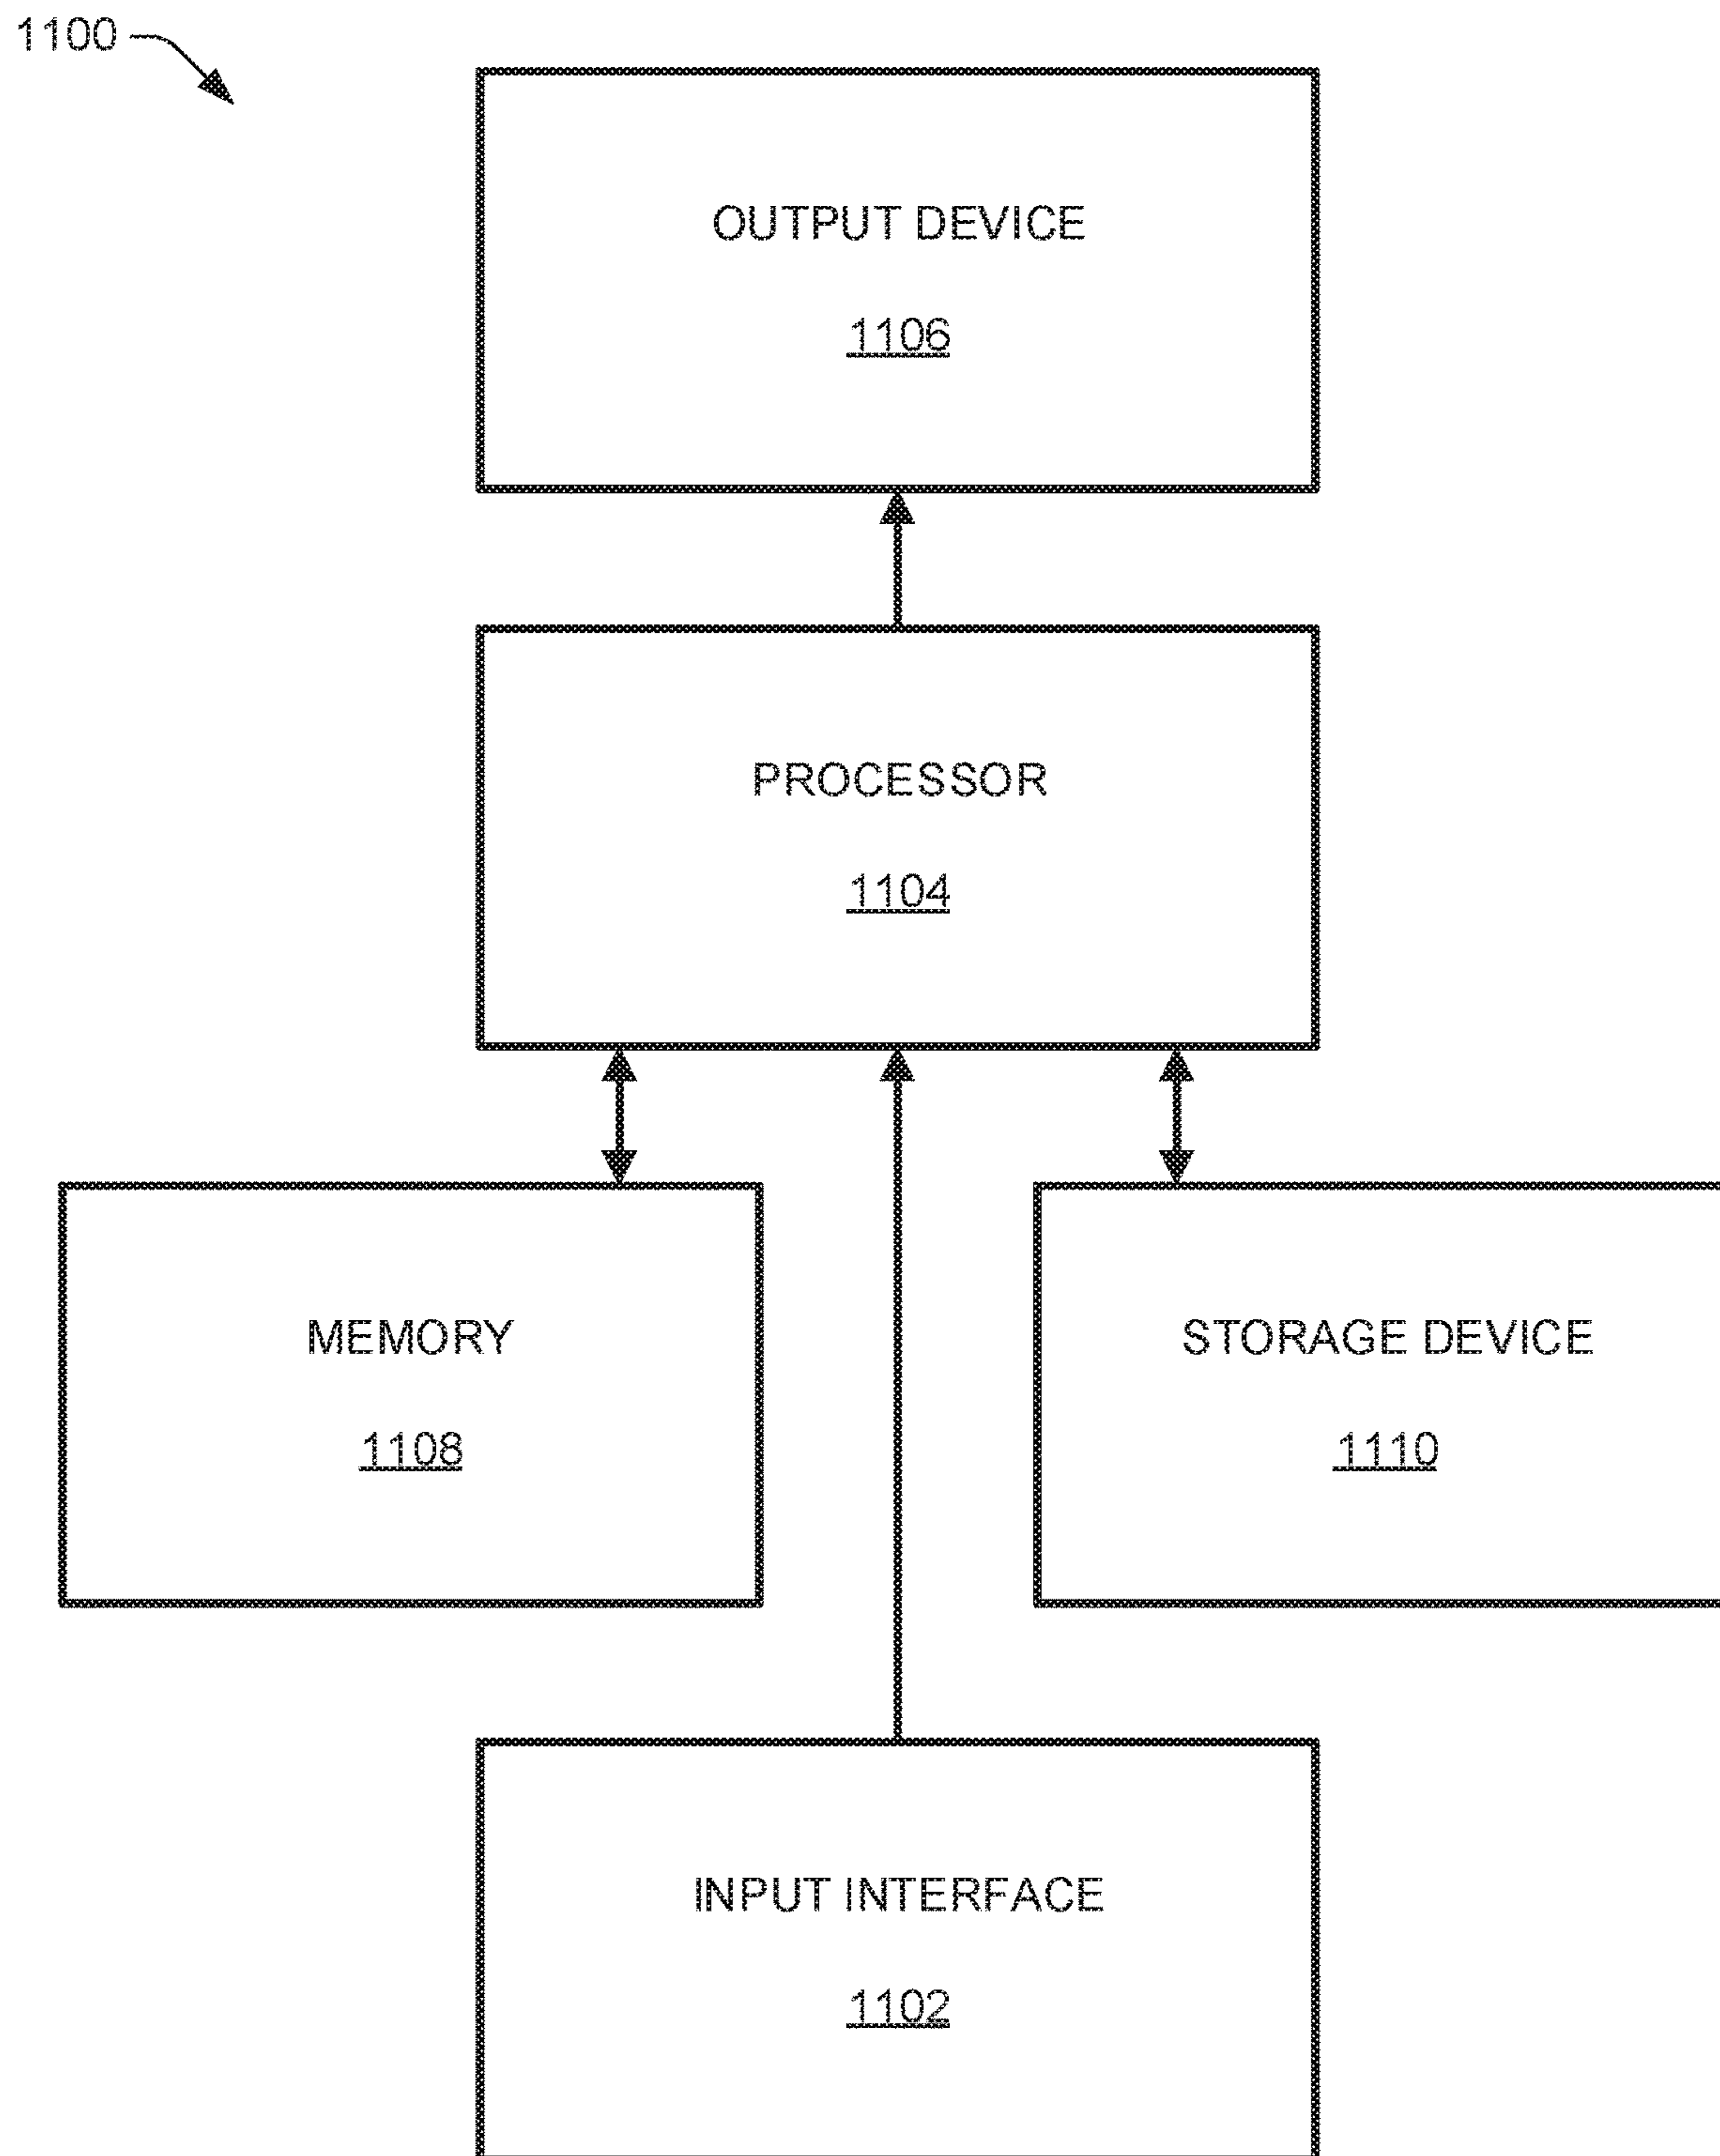 1100
OUTPUT DEVICE
1106
PROCESSOR
1104
MEMORY
1108
STORAGE DEVICE
1110
INPUT INTERFACE
1102